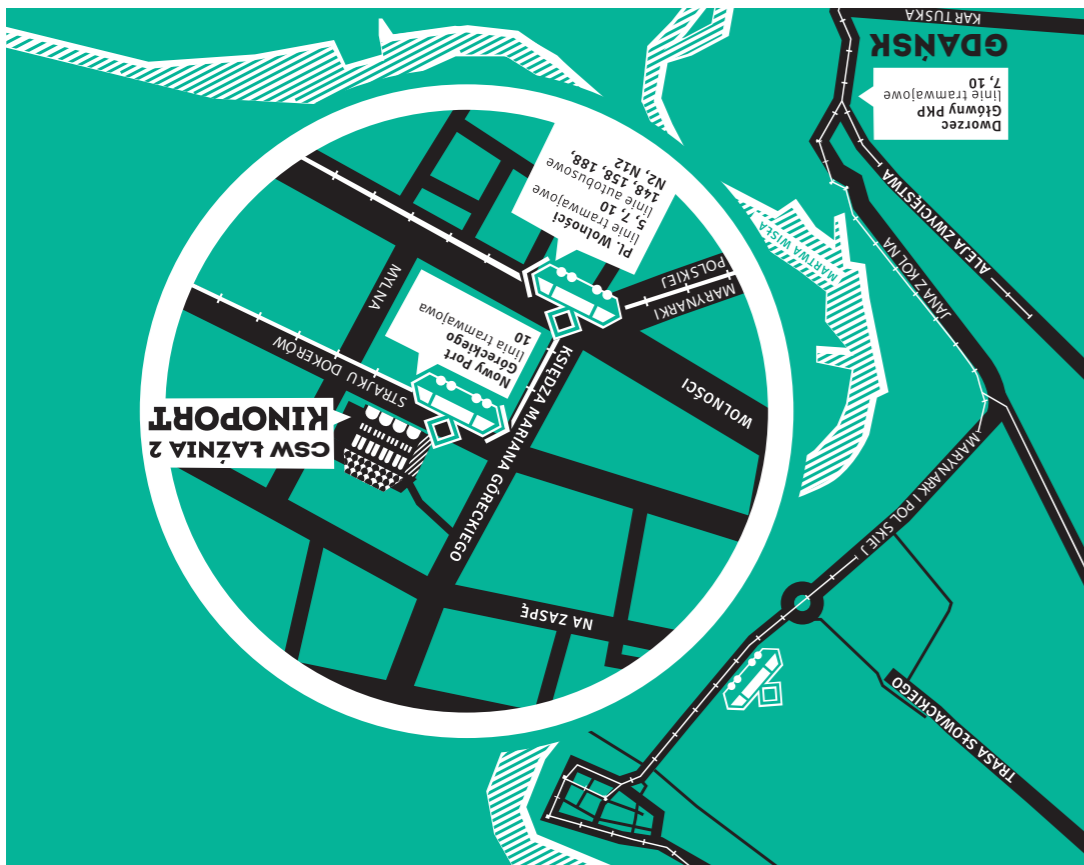 TRASA SŁOWACKIEGO
NA ZASPĘ
MARYNARKI POLSKIEJ
KSIĘDZA MARIANA GÓRECKIEGO
CSW ŁAŹNIA 2
KINOPORT
STRAJKU DOKERÓW
WOLNOŚCI
Nowy Port
Góreckiego
linia tramwajowa
10
MYLNA
MARYNARKI
POLSKIEJ
Pl. Wolności
linie tramwajowe
5, 7, 10
linie autobusowe
148, 158, 188,
N2, N12
JANA Z KOLNA
MARTWA WISŁA
ALEJA ZWYCIĘSTWA
Dworzec
Główny PKP
linie tramwajowe
7, 10
GDAŃSK
KARTUSKA